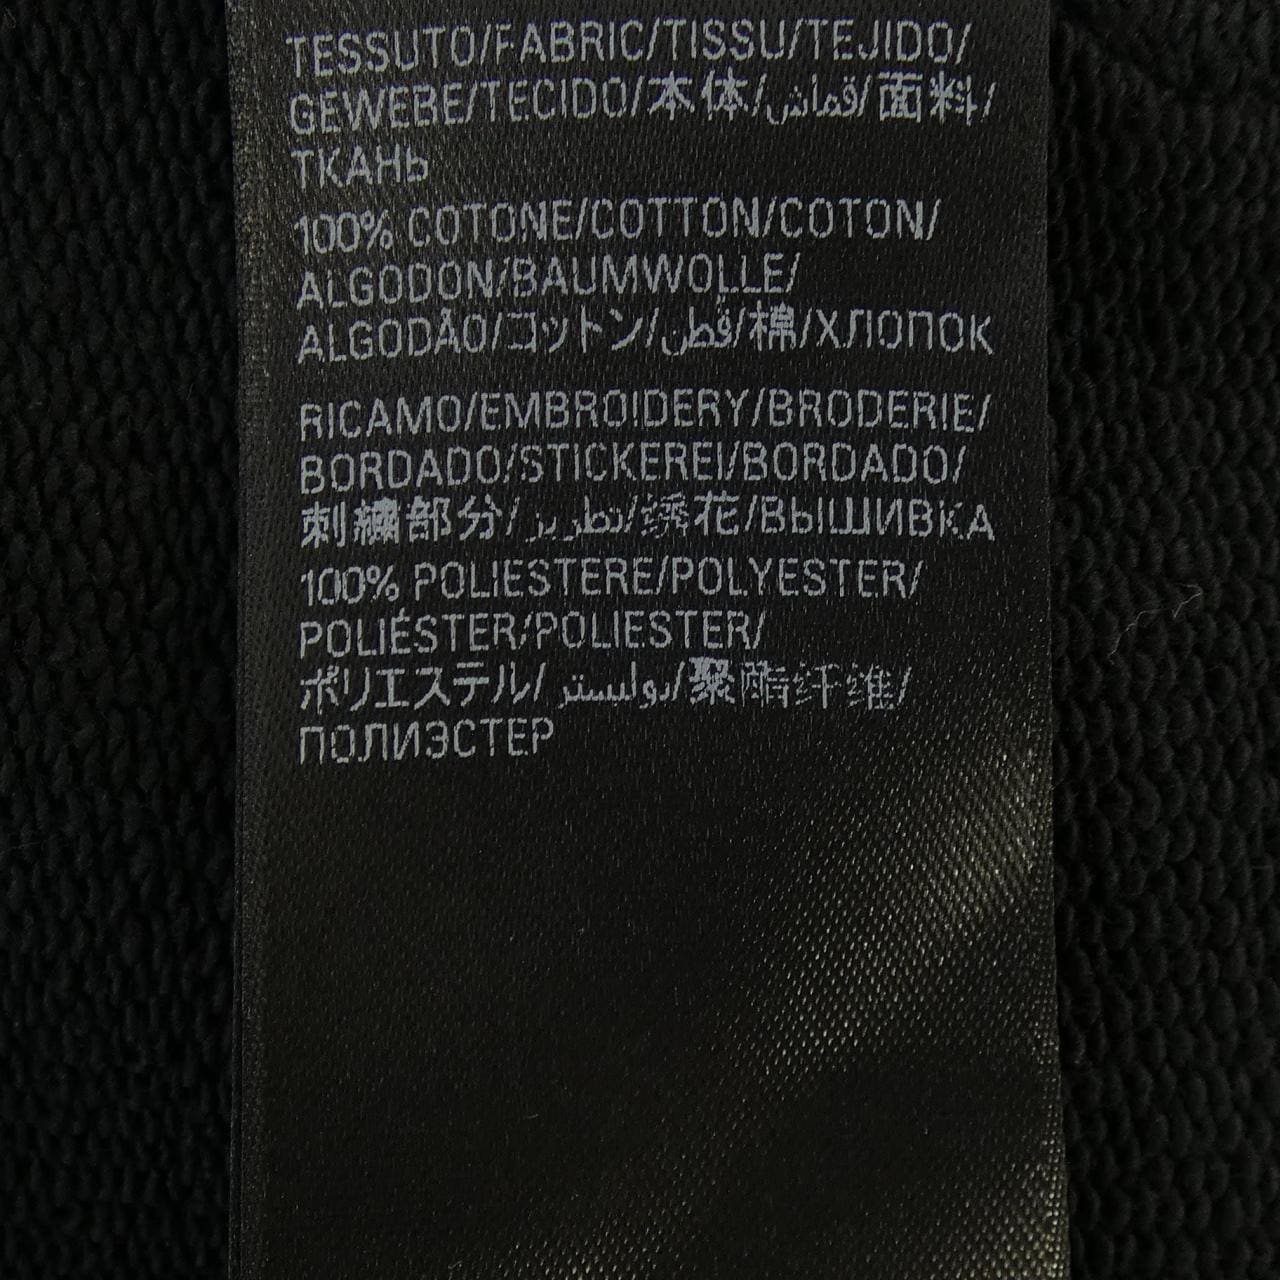 TESSUTO/FABRIC/TISSU/TEJIDO/
GEWEBE/TECIDO/本体/قماش/面料/
ТКАНЬ
100% COTONE/COTTON/COTON/
ALGODON/BAUMWOLLE/
ALGODÃO/コットン/قطن/棉/ХЛОПОК
RICAMO/EMBROIDERY/BRODERIE/
BORDADO/STICKEREI/BORDADO/
刺繍部分/تطريز/绣花/ВЫШИВКА
100% POLIESTERE/POLYESTER/
POLIÉSTER/POLIESTER/
ポリエステル/بوليستر/聚酯纤维/
ПОЛИЭСТЕР